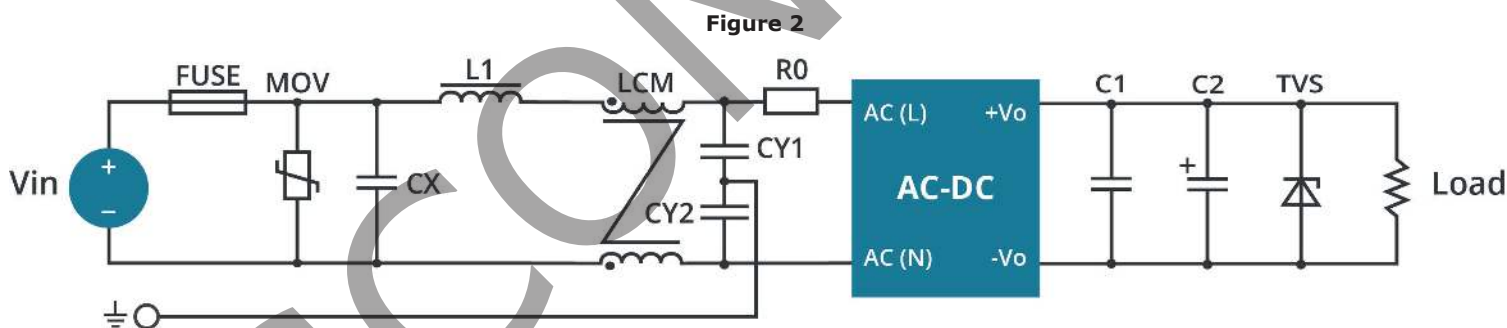 Figure 2
FUSE
MOV
L1
LCM
R0
C1
C2
TVS
AC (L)
+Vo
CY1
Vin
+
−
CX
AC-DC
+
Load
CY2
AC (N)
-Vo